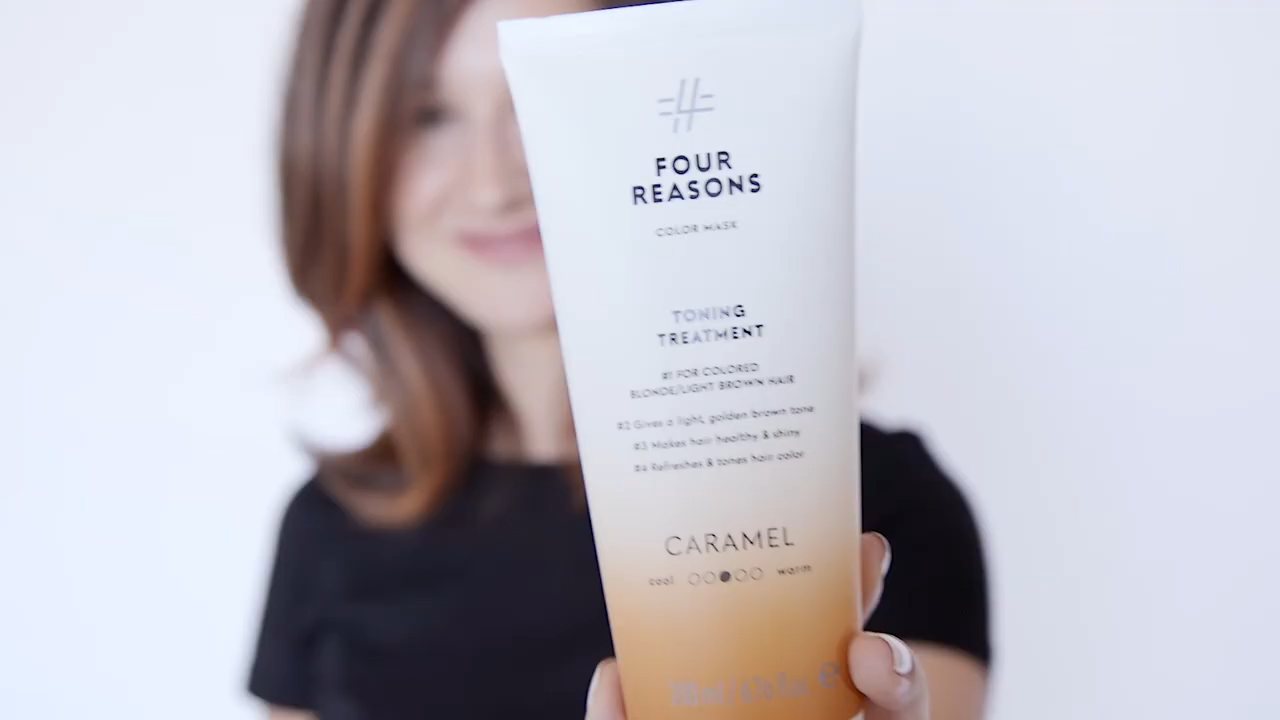 FOUR
REASONS
COLOR MASK
TONING
TREATMENT
#1 FOR COLORED
BLONDE/LIGHT BROWN HAIR
#2 Gives a light, golden brown tone
#3 Makes hair healthy & shiny
#4 Refreshes & tones hair color
CARAMEL
cool warm